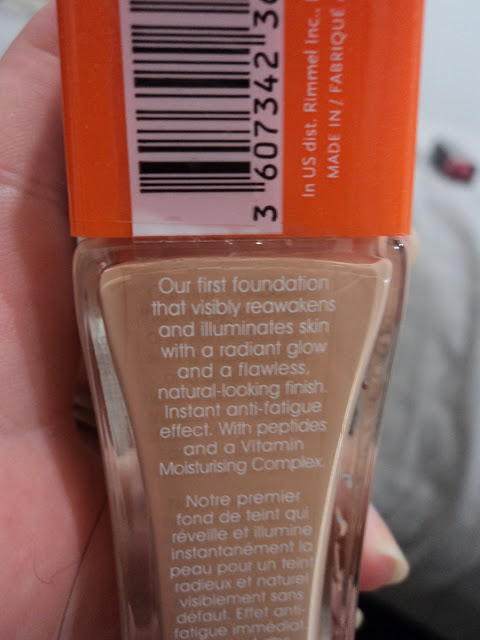 3 607342 3
In US dist. Rimmel Inc.,
MADE IN / FABRIQUÉ
Our first foundation
that visibly reawakens
and illuminates skin
with a radiant glow
and a flawless,
natural-looking finish.
Instant anti-fatigue
effect. With peptides
and a Vitamin
Moisturising Complex.
Notre premier
fond de teint qui
réveille et illumine
instantanément la
peau pour un teint
radieux et naturel
visiblement sans
défaut. Effet anti-
fatigue immédiat.